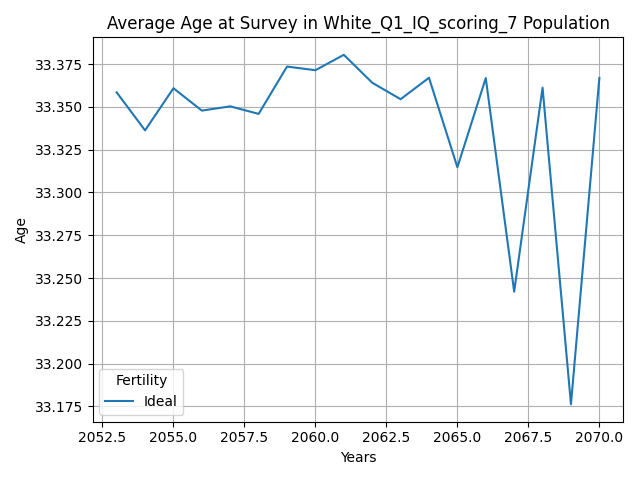 Average Age at Survey in White_Q1_IQ_scoring_7 Population
33.375
33.350
33.325
33.300
33.275
33.250
33.225
33.200
33.175
Age
Fertility
Ideal
2052.5 2055.0 2057.5 2060.0 2062.5 2065.0 2067.5 2070.0
Years